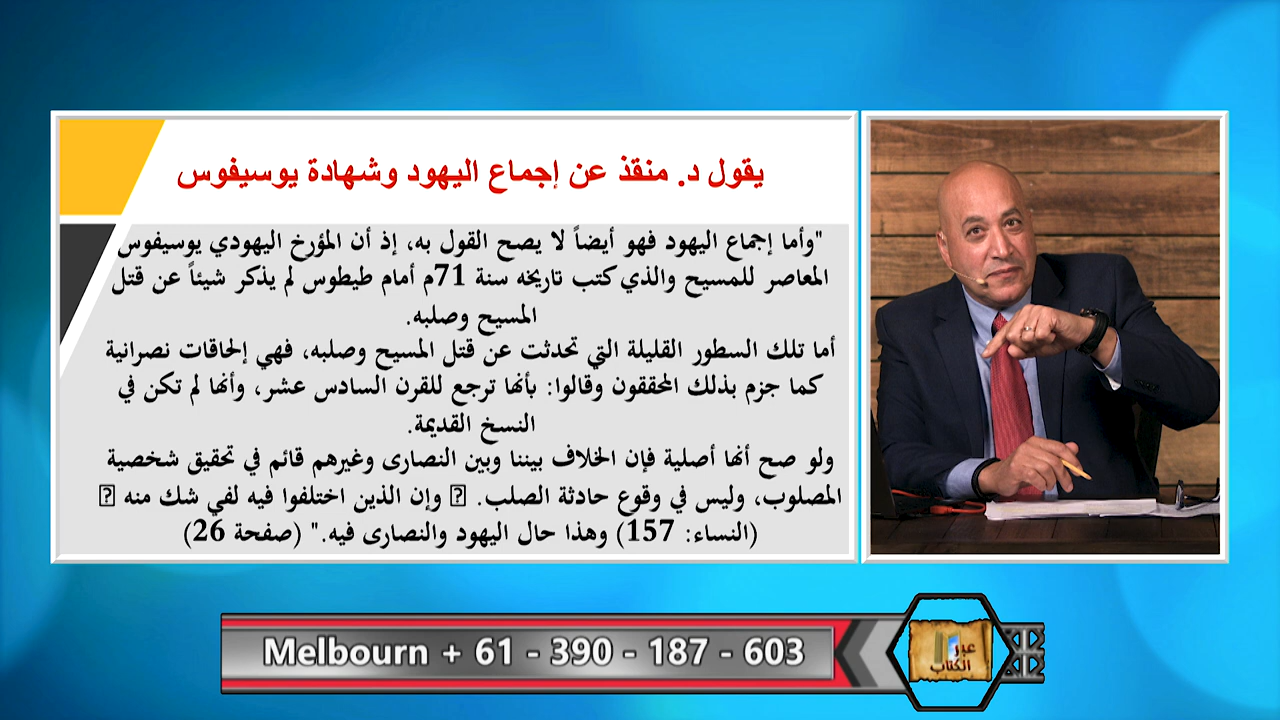 يقول د. منقذ عن إجماع اليهود وشهادة يوسيفوس
"وأما إجماع اليهود فهو أيضاً لا يصح القول به، إذ أن المؤرخ اليهودي يوسيفوس
المعاصر للمسيح والذي كتب تاريخه سنة 71م أمام طيطوس لم يذكر شيئاً عن قتل
المسيح وصلبه.
أما تلك السطور القليلة التي تحدثت عن قتل المسيح وصلبه، فهي إلحاقات نصرانية
كما جزم بذلك المحققون وقالوا: بأنها ترجع للقرن السادس عشر، وأنها لم تكن في
النسخ القديمة.
ولو صح أنها أصلية فإن الخلاف بيننا وبين النصارى وغيرهم قائم في تحقيق شخصية
المصلوب، وليس في وقوع حادثة الصلب. وإن الذين اختلفوا فيه لفي شك منه
(النساء: 157) وهذا حال اليهود والنصارى فيه." (صفحة 26)
Melbourn + 61 - 390 - 187 - 603
عبر
الكتاب